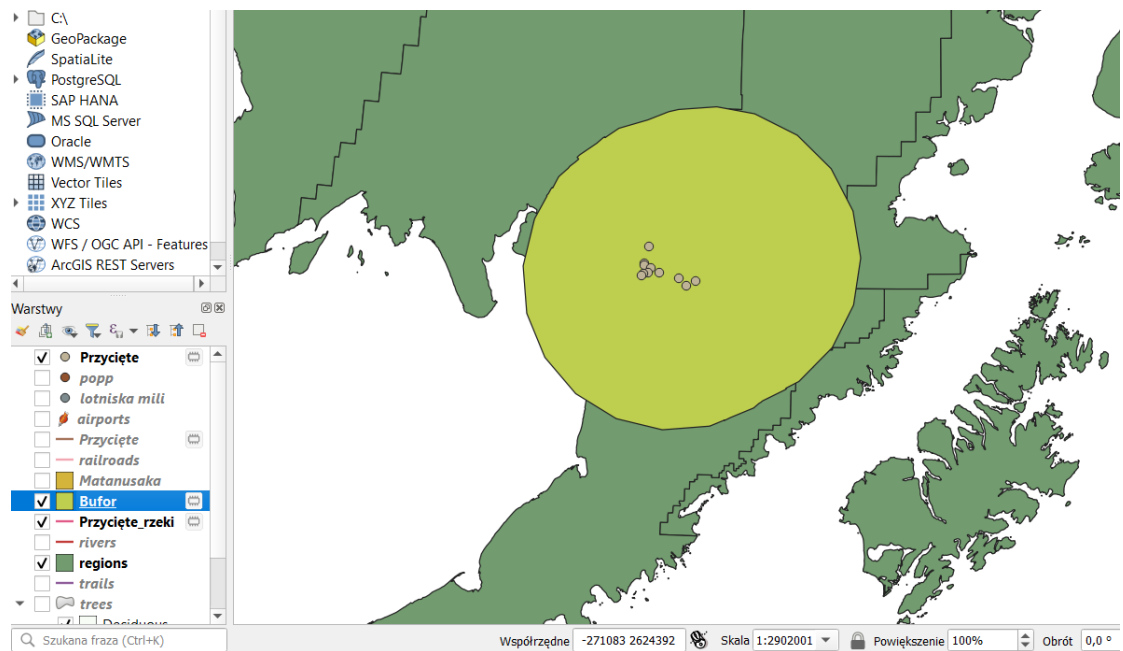 C:\
GeoPackage
SpatiaLite
PostgreSQL
SAP HANA
MS SQL Server
Oracle
WMS/WMTS
Vector Tiles
XYZ Tiles
WCS
WFS / OGC API - Features
ArcGIS REST Servers
Warstwy
Przycięte
popp
lotniska mili
airports
Przycięte
railroads
Matanusaka
Bufor
Przycięte_rzeki
rivers
regions
trails
trees
Deciduous
Szukana fraza (Ctrl+K) Współrzędne -271083 2624392 Skala 1:2902001 Powiększenie 100% Obrót 0,0 °